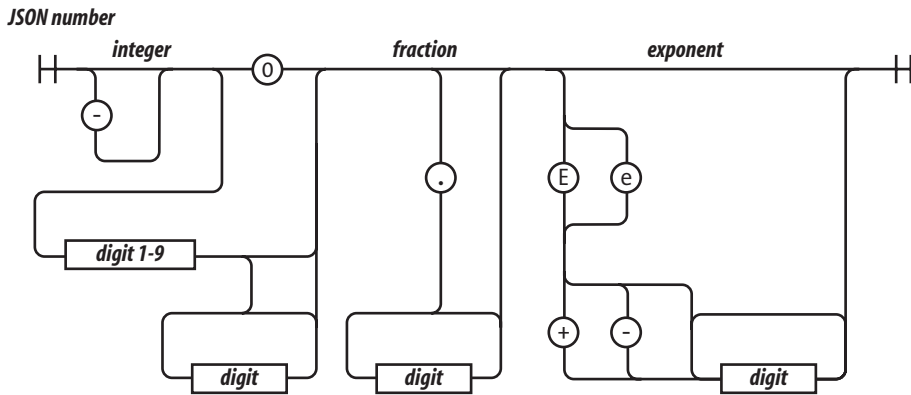 JSON number
integer fraction exponent
0
-
. E e
digit 1-9
+ -
digit digit digit